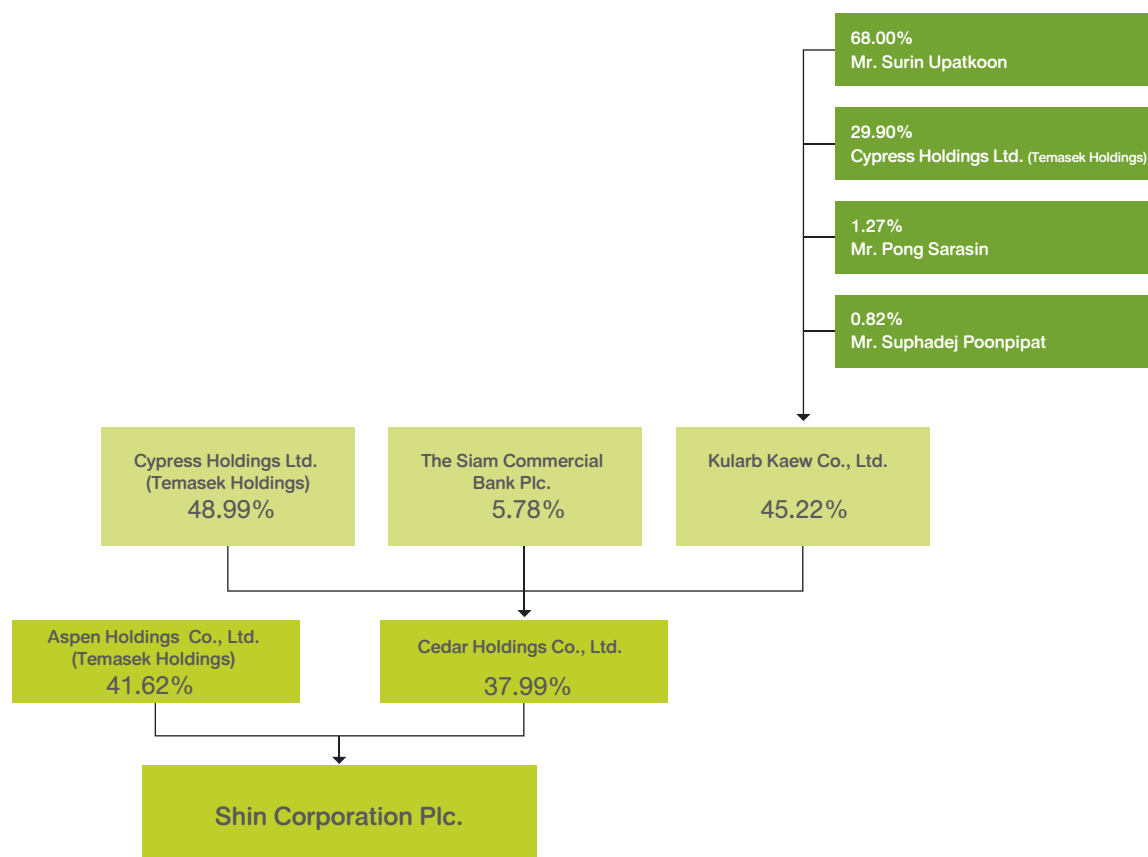 68.00%
Mr. Surin Upatkoon
29.90%
Cypress Holdings Ltd. (Temasek Holdings)
1.27%
Mr. Pong Sarasin
0.82%
Mr. Suphadej Poonpipat
Cypress Holdings Ltd.
(Temasek Holdings)
48.99%
The Siam Commercial
Bank Plc.
5.78%
Kularb Kaew Co., Ltd.
45.22%
Aspen Holdings Co., Ltd.
(Temasek Holdings)
41.62%
Cedar Holdings Co., Ltd.
37.99%
Shin Corporation Plc.